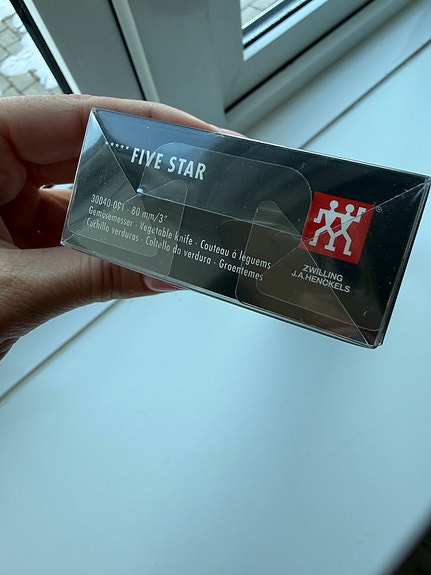 ***** FIVE STAR
30040-081 - 80 mm/3"
Gemüsemesser - Vegetable knife - Couteau à legumes
Cuchilla verduras - Coltello da verdura - Groentemes
ZWILLING
J.A.HENCKELS